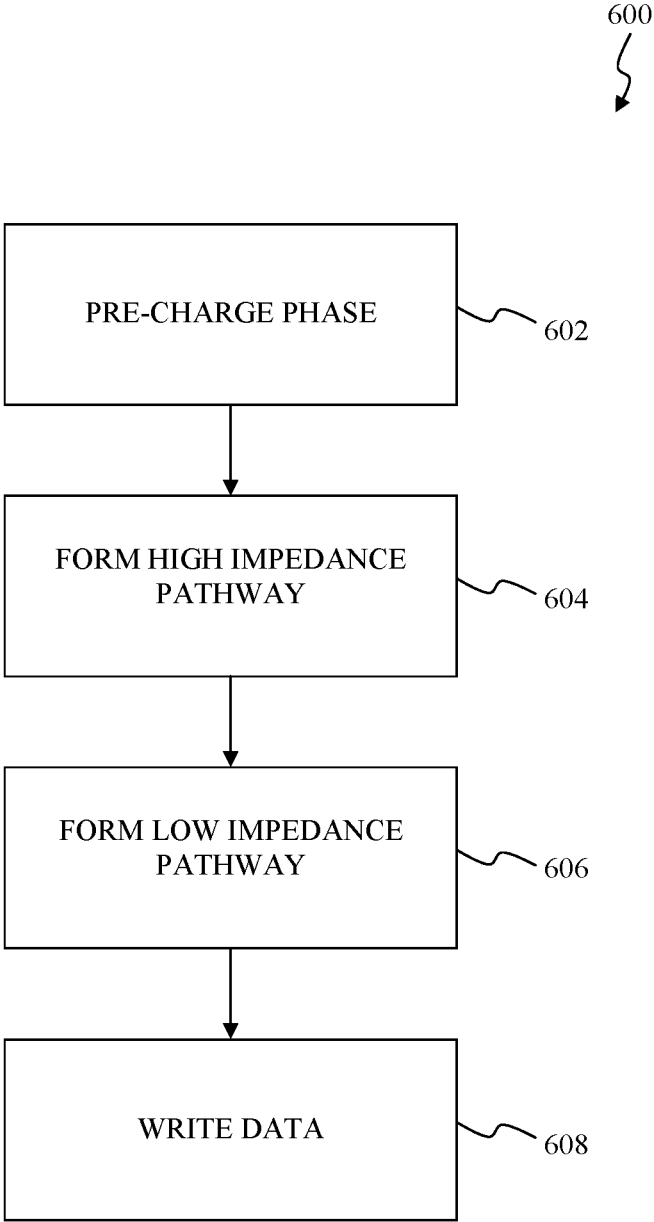 600
PRE-CHARGE PHASE
602
FORM HIGH IMPEDANCE
PATHWAY
604
FORM LOW IMPEDANCE
PATHWAY
606
WRITE DATA
608